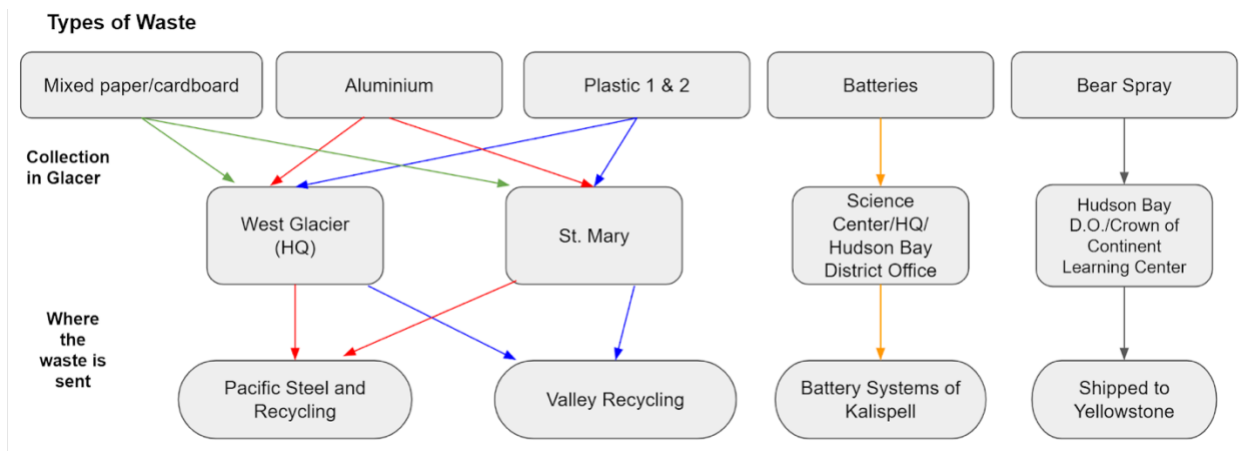 Types of Waste
Mixed paper/cardboard
Aluminium
Plastic 1 & 2
Batteries
Bear Spray
Collection
in Glacer
West Glacier
(HQ)
St. Mary
Science
Center/HQ/
Hudson Bay
District Office
Hudson Bay
D.O./Crown of
Continent
Learning Center
Where
the
waste is
sent
Pacific Steel and
Recycling
Valley Recycling
Battery Systems of
Kalispell
Shipped to
Yellowstone